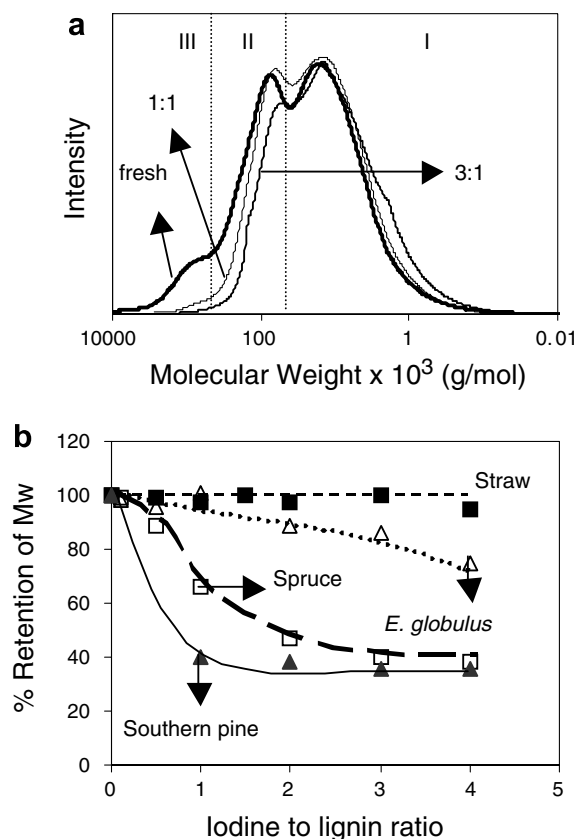 a
III II I
1:1
fresh
3:1
Intensity
10000 100 1 0.01
Molecular Weight x 10³ (g/mol)
b
120
100
80
60
40
20
0
% Retention of Mw
Straw
Spruce
E. globulus
Southern pine
0 1 2 3 4 5
Iodine to lignin ratio